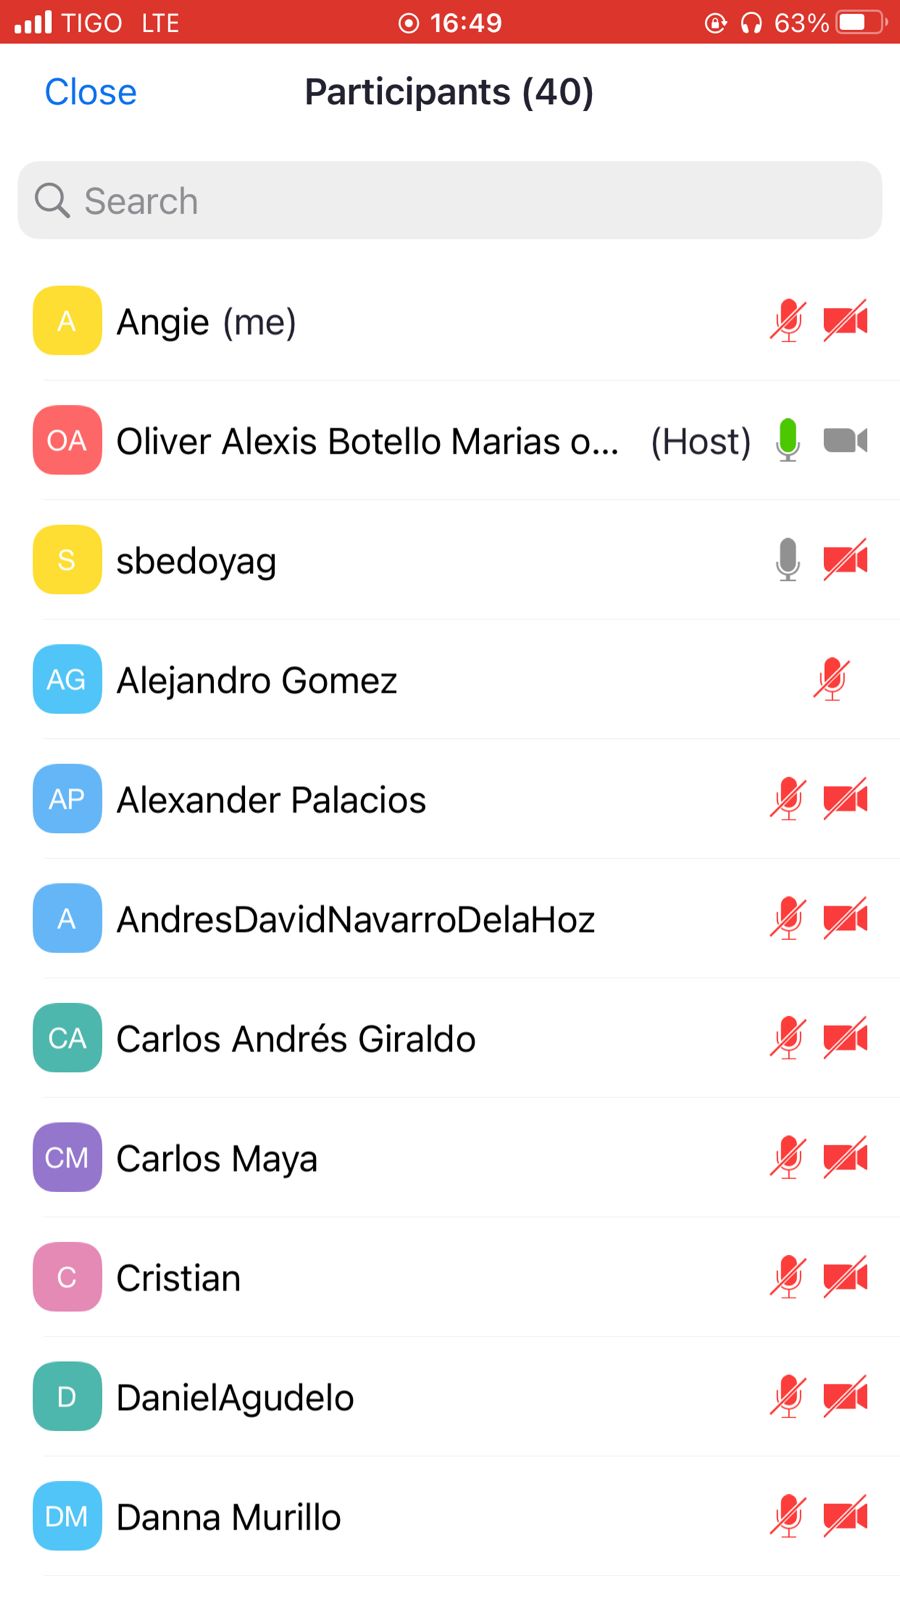 TIGO LTE 16:49 63%
Close Participants (40)
Search
A Angie (me)
OA Oliver Alexis Botello Marias o... (Host)
S sbedoyag
AG Alejandro Gomez
AP Alexander Palacios
A AndresDavidNavarroDelaHoz
CA Carlos Andrés Giraldo
CM Carlos Maya
C Cristian
D DanielAgudelo
DM Danna Murillo